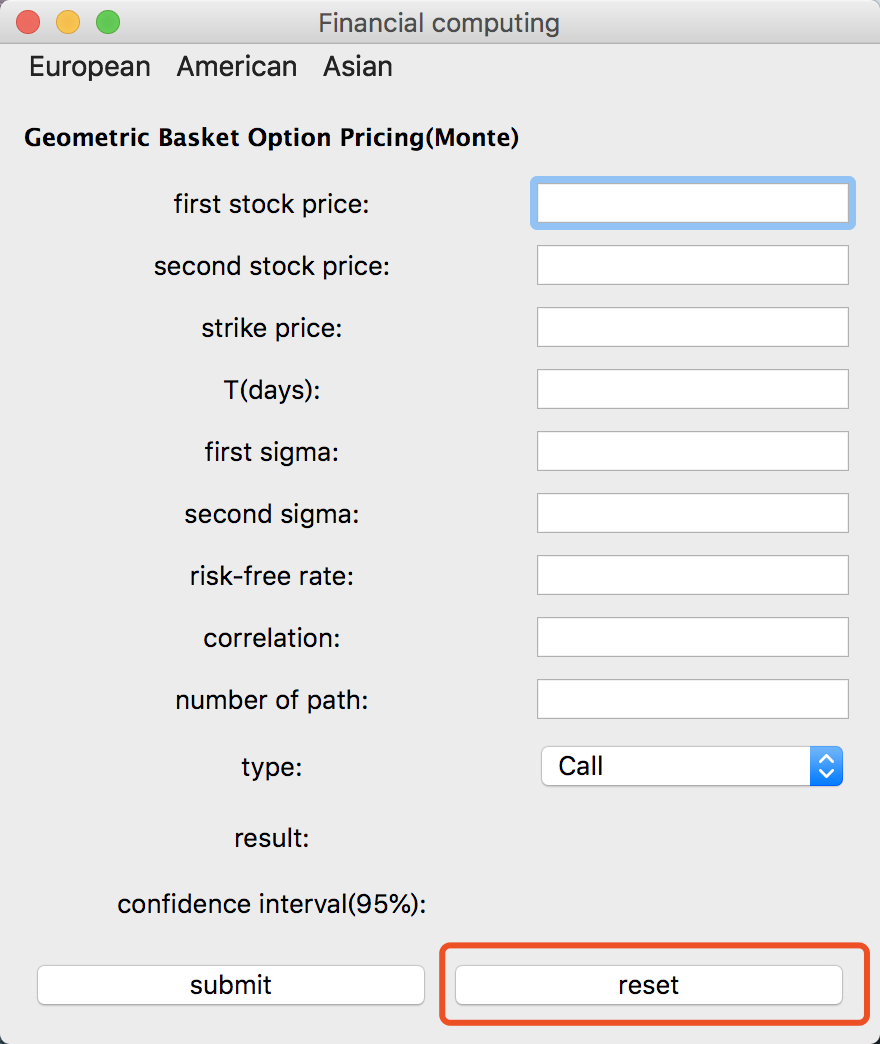 Financial computing
European American Asian
Geometric Basket Option Pricing(Monte)
first stock price:
second stock price:
strike price:
T(days):
first sigma:
second sigma:
risk-free rate:
correlation:
number of path:
type: Call
result:
confidence interval(95%):
submit reset